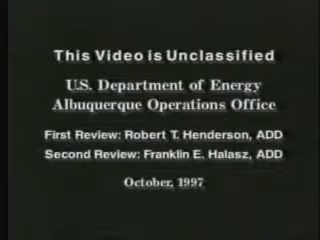 This Video is Unclassified
U.S. Department of Energy
Albuquerque Operations Office
First Review: Robert T. Henderson, ADD
Second Review: Franklin E. Halasz, ADD
October, 1997